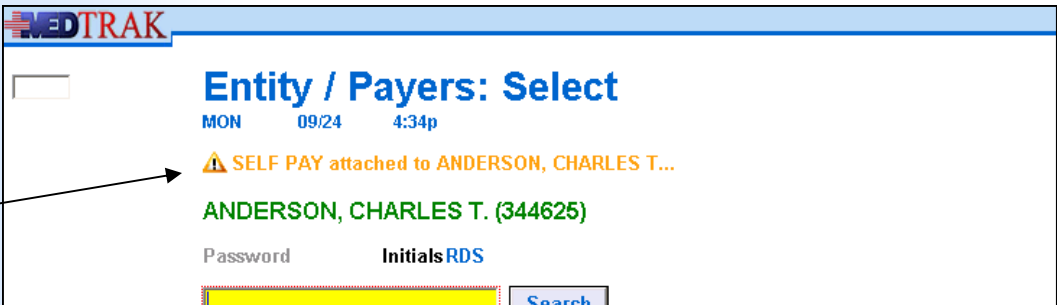 MEDTRAK
Entity / Payers: Select
MON 09/24 4:34p
SELF PAY attached to ANDERSON, CHARLES T...
ANDERSON, CHARLES T. (344625)
Password Initials RDS
Search